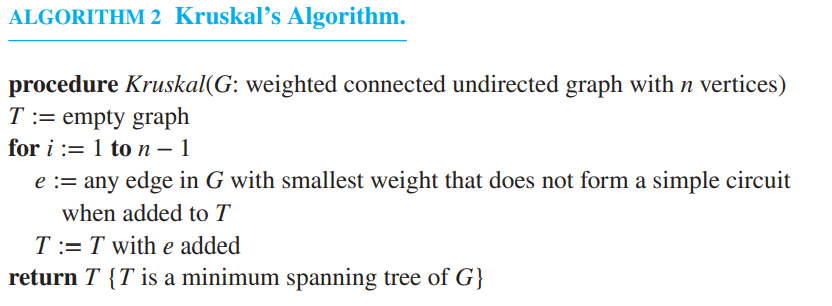 ALGORITHM 2 Kruskal's Algorithm.
procedure Kruskal(G: weighted connected undirected graph with n vertices)
T := empty graph
for i := 1 to n − 1
e := any edge in G with smallest weight that does not form a simple circuit
when added to T
T := T with e added
return T {T is a minimum spanning tree of G}